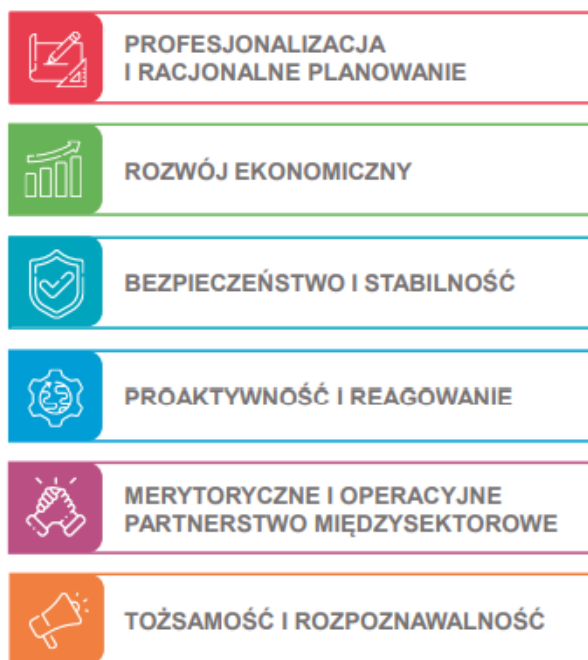 PROFESJONALIZACJA
I RACJONALNE PLANOWANIE
ROZWÓJ EKONOMICZNY
BEZPIECZEŃSTWO I STABILNOŚĆ
PROAKTYWNOŚĆ I REAGOWANIE
MERYTORYCZNE I OPERACYJNE
PARTNERSTWO MIĘDZYSEKTOROWE
TOŻSAMOŚĆ I ROZPOZNAWALNOŚĆ